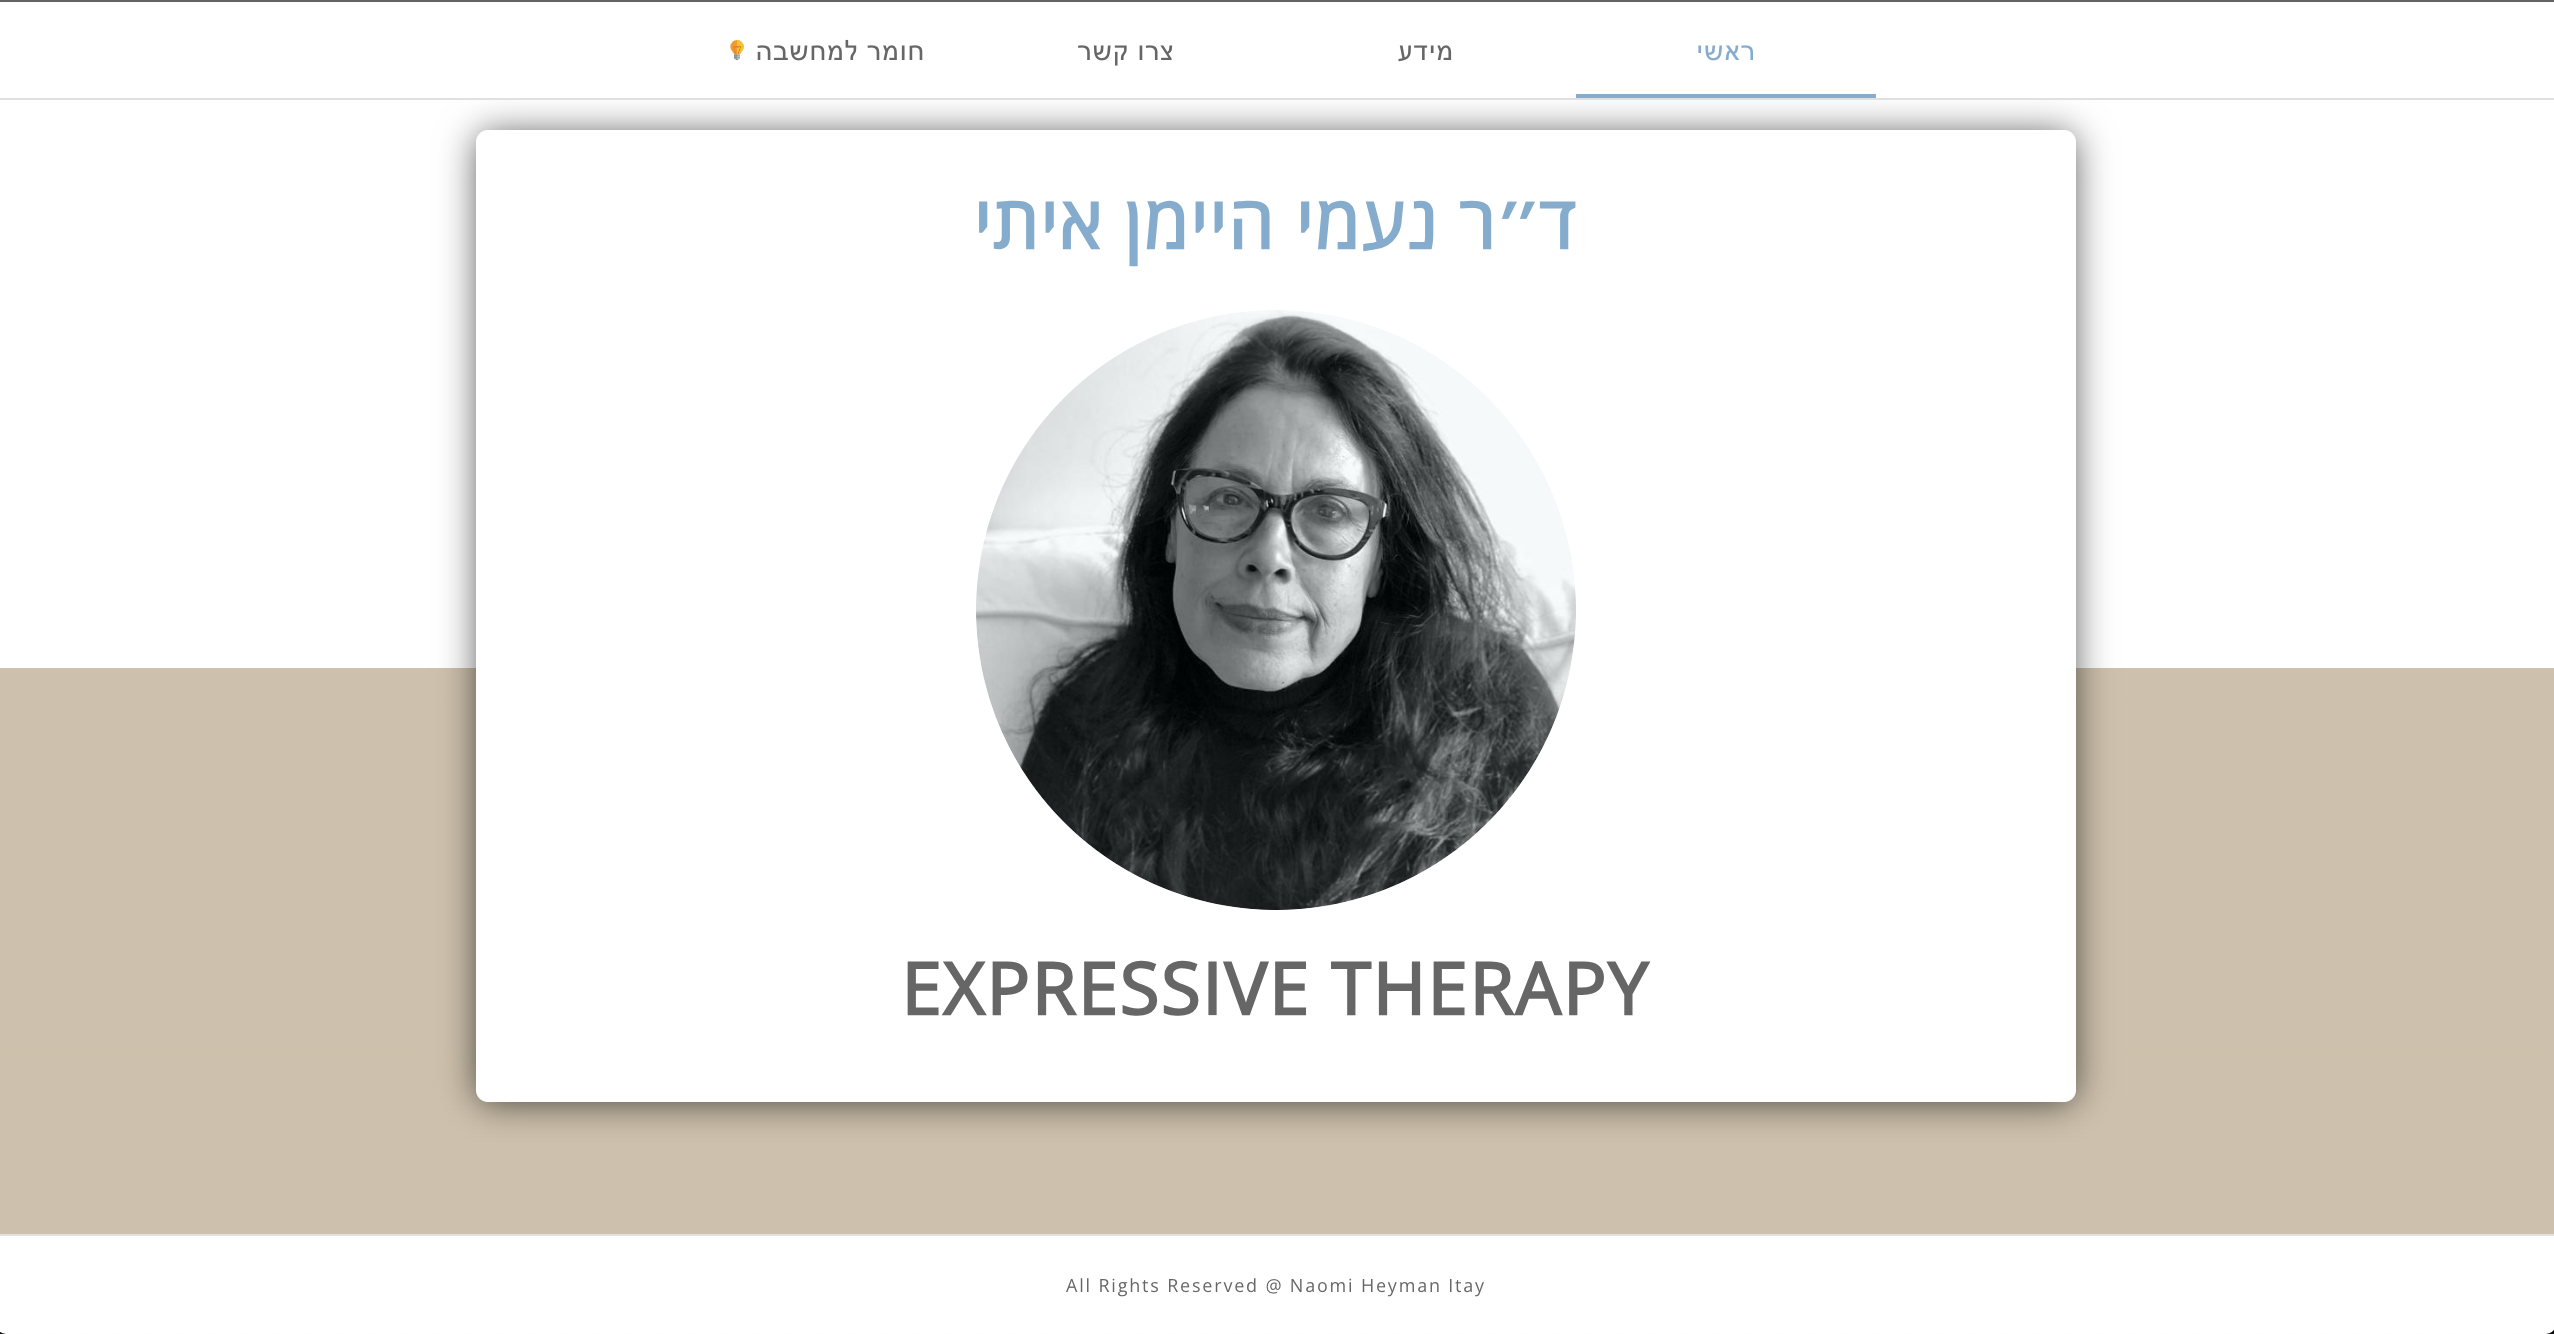 ראשי
מידע
צרו קשר
חומר למחשבה 💡
ד״ר נעמי היימן איתי
EXPRESSIVE THERAPY
All Rights Reserved @ Naomi Heyman Itay